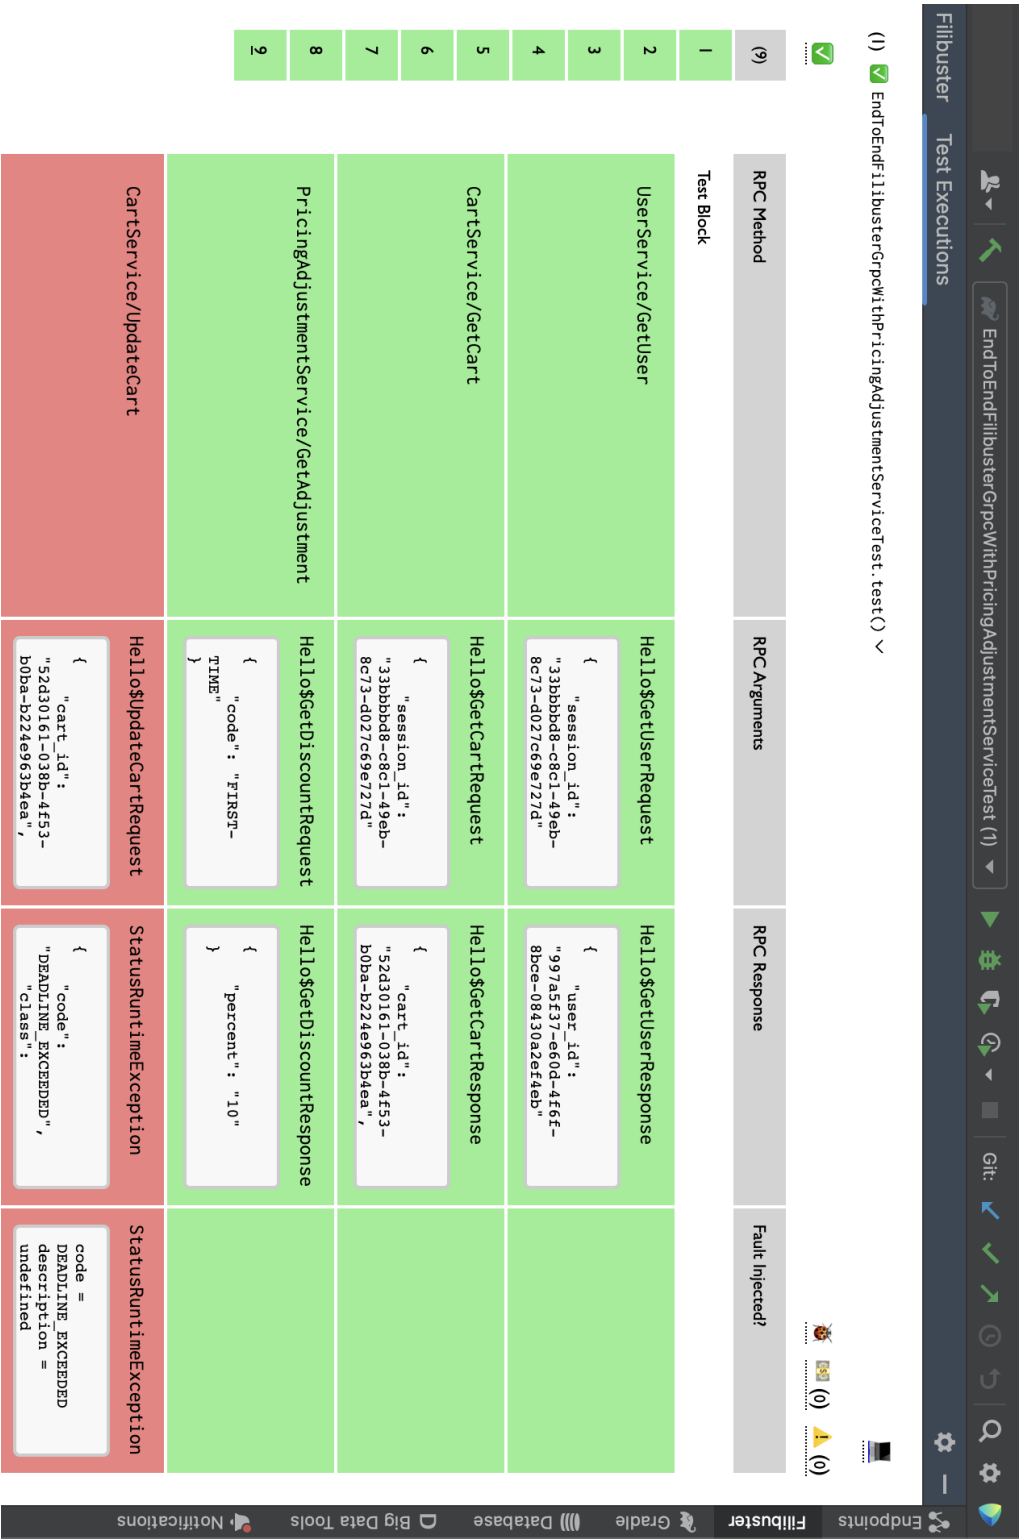 EndToEndFilibusterGrpcWithPricingAdjustmentServiceTest (1)
Git:
Filibuster
Test Executions
(1) EndToEndFilibusterGrpcWithPricingAdjustmentServiceTest.test()
(0)
(0)
(9)
1
2
3
4
5
6
7
8
9
RPC Method
RPC Arguments
RPC Response
Fault Injected?
Test Block
UserService/GetUser
Hello$GetUserRequest
{
"session_id":
"33bbbbd8-c8c1-49eb-
8c73-d027c69e727d"
Hello$GetUserResponse
{
"user_id":
"997a5f37-e60d-4f6f-
8bce-08430a2ef4eb"
CartService/GetCart
Hello$GetCartRequest
{
"session_id":
"33bbbbd8-c8c1-49eb-
8c73-d027c69e727d"
Hello$GetCartResponse
{
"cart_id":
"52d30161-038b-4f53-
b0ba-b224e963b4ea",
PricingAdjustmentService/GetAdjustment
Hello$GetDiscountRequest
{
"code": "FIRST-
TIME"
}
Hello$GetDiscountResponse
{
"percent": "10"
}
CartService/UpdateCart
Hello$UpdateCartRequest
{
"cart_id":
"52d30161-038b-4f53-
b0ba-b224e963b4ea",
StatusRuntimeException
{
"code":
"DEADLINE_EXCEEDED",
"class":
StatusRuntimeException
code =
DEADLINE_EXCEEDED
description =
undefined
Endpoints
Filibuster
Gradle
Database
D Big Data Tools
Notifications